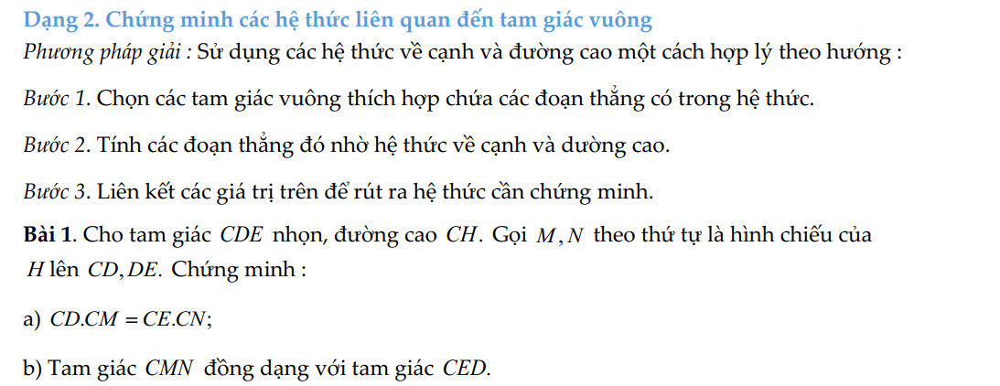 Dạng 2. Chứng minh các hệ thức liên quan đến tam giác vuông
Phương pháp giải : Sử dụng các hệ thức về cạnh và đường cao một cách hợp lý theo hướng :
Bước 1. Chọn các tam giác vuông thích hợp chứa các đoạn thẳng có trong hệ thức.
Bước 2. Tính các đoạn thẳng đó nhờ hệ thức về cạnh và dường cao.
Bước 3. Liên kết các giá trị trên để rút ra hệ thức cần chứng minh.
Bài 1. Cho tam giác CDE nhọn, đường cao CH. Gọi M, N theo thứ tự là hình chiếu của
H lên CD, DE. Chứng minh :
a) CD.CM = CE.CN;
b) Tam giác CMN đồng dạng với tam giác CED.